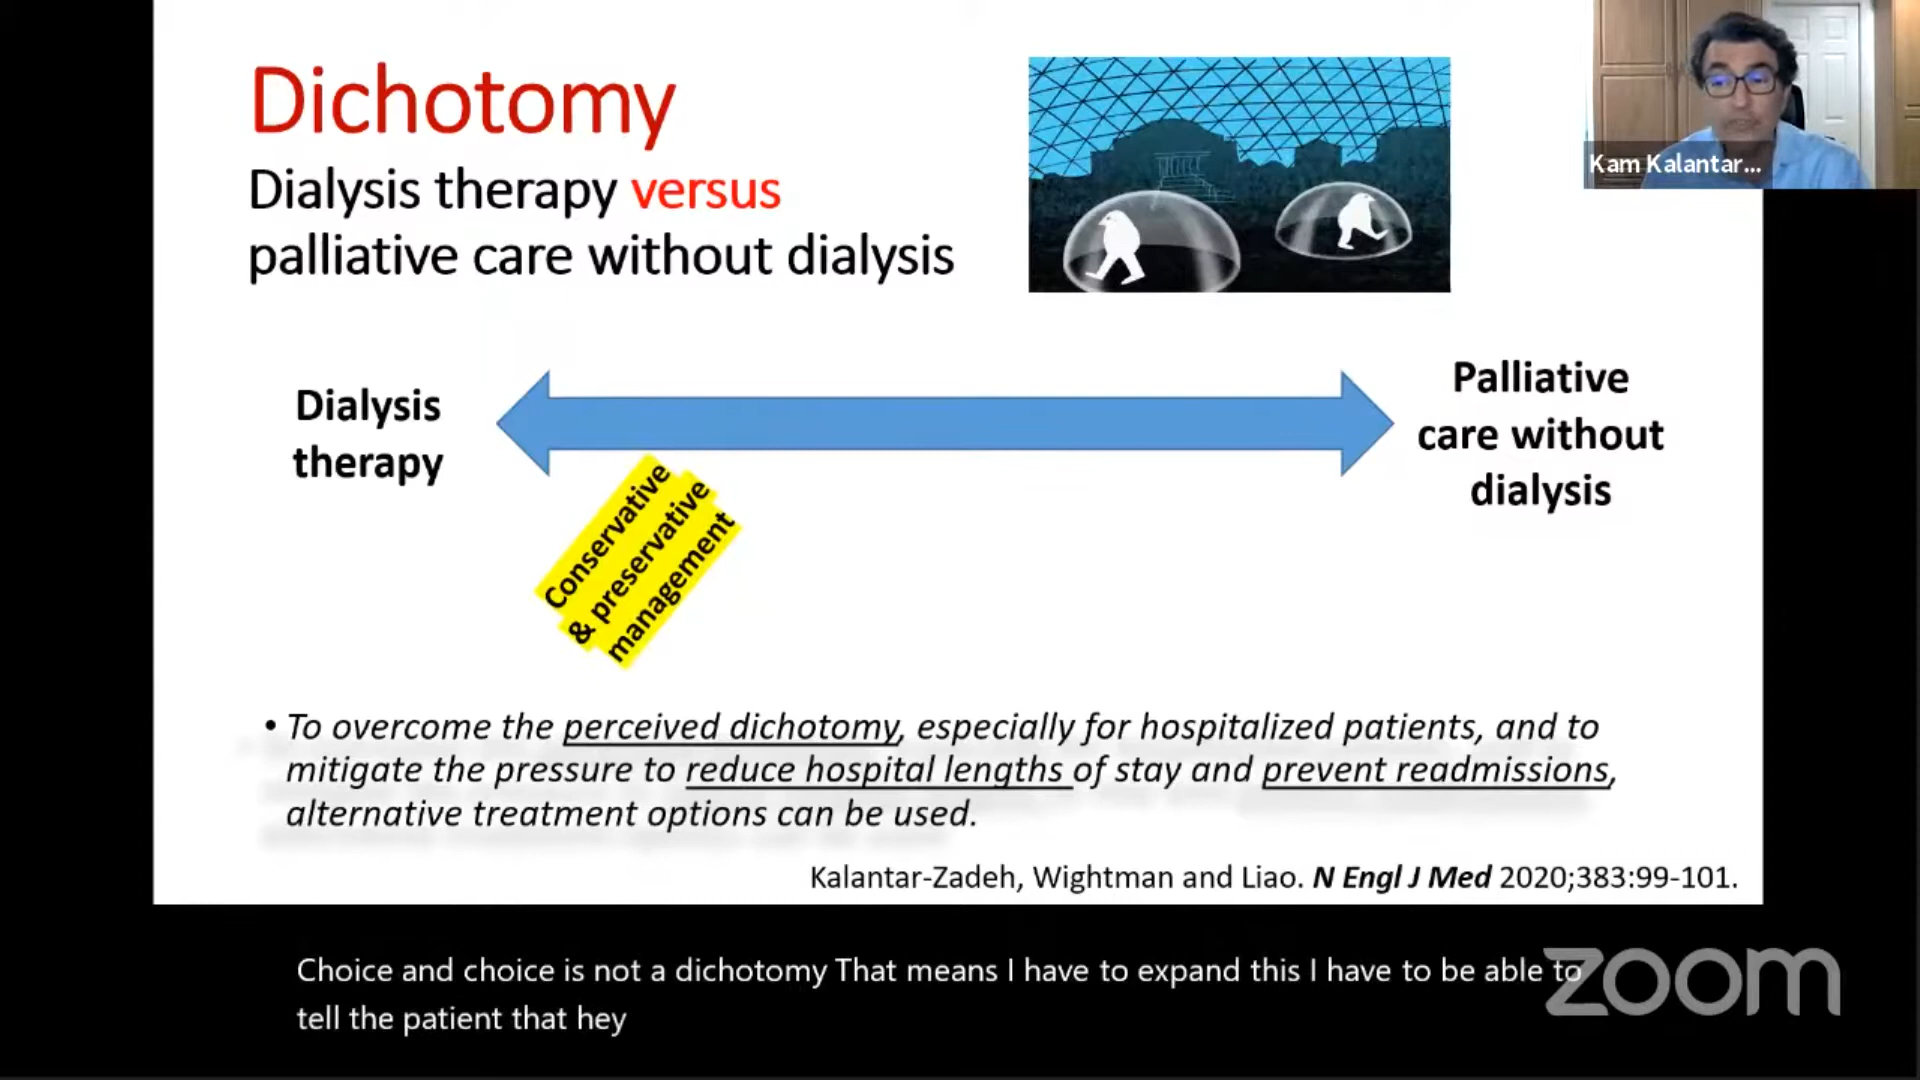 Dichotomy
Dialysis therapy versus
palliative care without dialysis
Kam Kalantar...
Dialysis
therapy
Palliative
care without
dialysis
Conservative
& preservative
management
• To overcome the perceived dichotomy, especially for hospitalized patients, and to
mitigate the pressure to reduce hospital lengths of stay and prevent readmissions,
alternative treatment options can be used.
Kalantar-Zadeh, Wightman and Liao. N Engl J Med 2020;383:99-101.
Choice and choice is not a dichotomy That means I have to expand this I have to be able to
tell the patient that hey
zoom